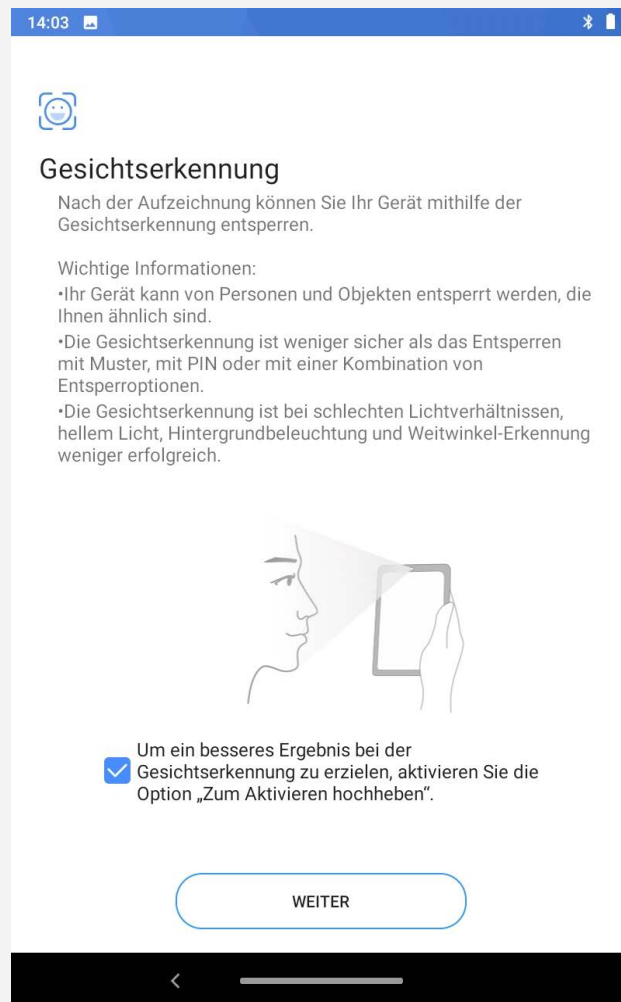 14:03
Gesichtserkennung
Nach der Aufzeichnung können Sie Ihr Gerät mithilfe der
Gesichtserkennung entsperren.
Wichtige Informationen:
•Ihr Gerät kann von Personen und Objekten entsperrt werden, die
Ihnen ähnlich sind.
•Die Gesichtserkennung ist weniger sicher als das Entsperren
mit Muster, mit PIN oder mit einer Kombination von
Entsperroptionen.
•Die Gesichtserkennung ist bei schlechten Lichtverhältnissen,
hellem Licht, Hintergrundbeleuchtung und Weitwinkel-Erkennung
weniger erfolgreich.
Um ein besseres Ergebnis bei der
Gesichtserkennung zu erzielen, aktivieren Sie die
Option „Zum Aktivieren hochheben“.
WEITER